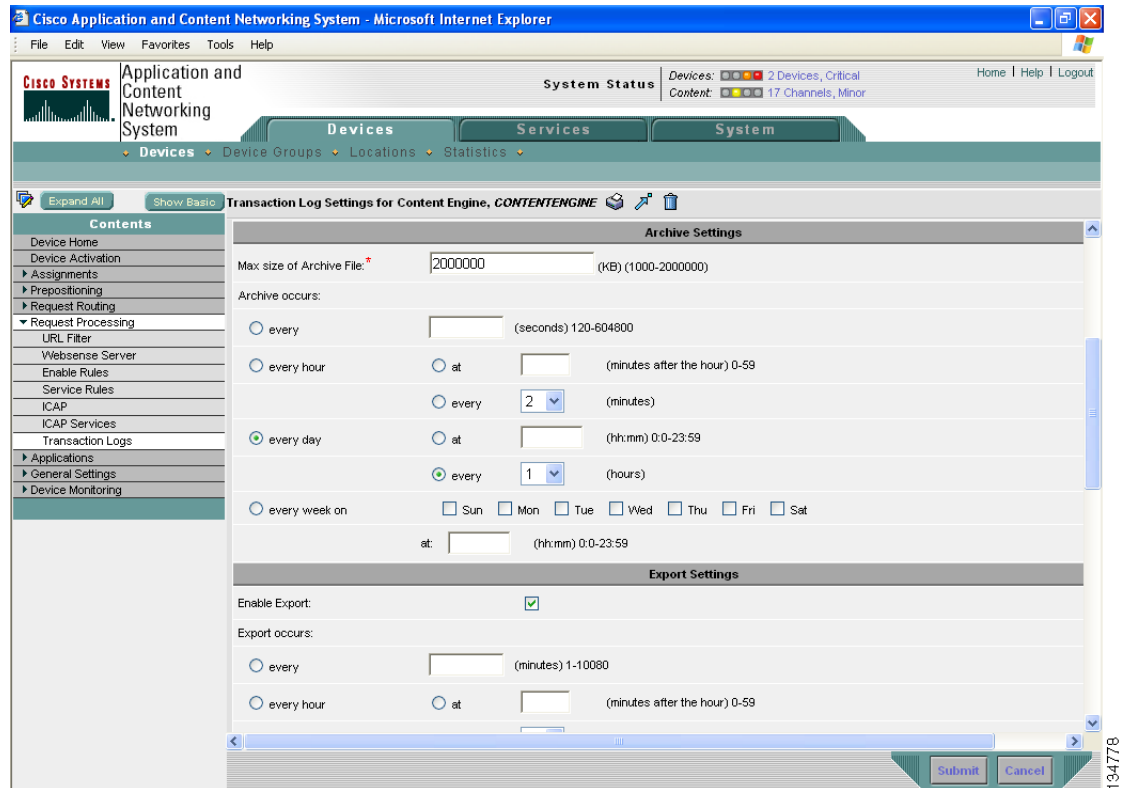 Cisco Application and Content Networking System - Microsoft Internet Explorer
File Edit View Favorites Tools Help
CISCO SYSTEMS
Application and
Content
Networking
System
System Status
Devices: 2 Devices, Critical
Content: 17 Channels, Minor
Home | Help | Logout
Devices Services System
Devices Device Groups Locations Statistics
Expand All Show Basic
Transaction Log Settings for Content Engine, CONTENTENGINE
Contents
Device Home
Device Activation
Assignments
Prepositioning
Request Routing
Request Processing
URL Filter
Websense Server
Enable Rules
Service Rules
ICAP
ICAP Services
Transaction Logs
Applications
General Settings
Device Monitoring
Archive Settings
Max size of Archive File:* 2000000 (KB) (1000-2000000)
Archive occurs:
every (seconds) 120-604800
every hour at (minutes after the hour) 0-59
every 2 (minutes)
every day at (hh:mm) 0:0-23:59
every 1 (hours)
every week on Sun Mon Tue Wed Thu Fri Sat
at: (hh:mm) 0:0-23:59
Export Settings
Enable Export:
Export occurs:
every (minutes) 1-10080
every hour at (minutes after the hour) 0-59
Submit Cancel
134778